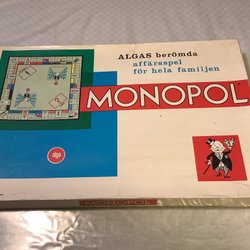 ALGAS berömda
affärsspel
för hela familjen
MONOPOL
MONOPOL